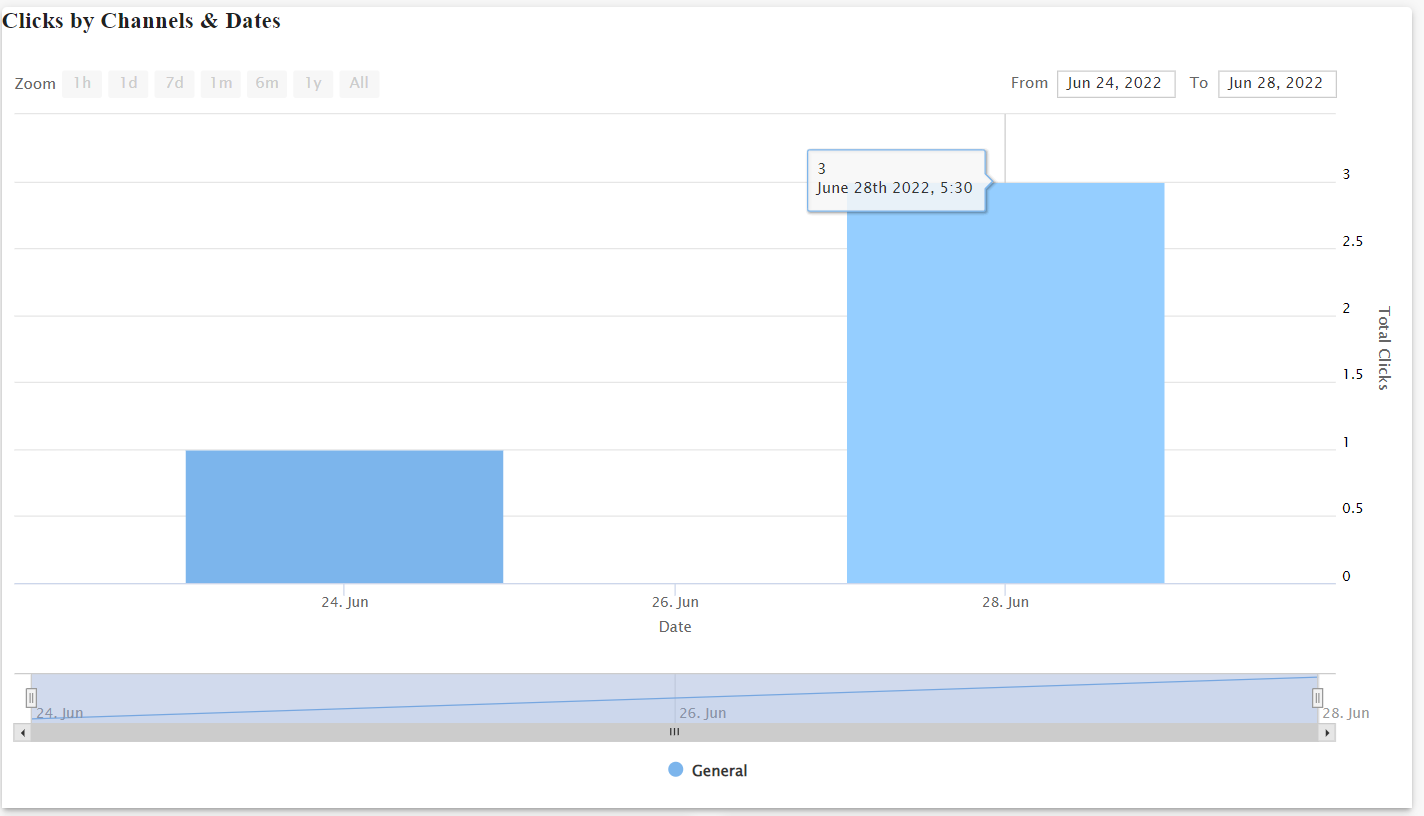 Clicks by Channels & Dates
Zoom 1h 1d 7d 1m 6m 1y All From Jun 24, 2022 To Jun 28, 2022
3
June 28th 2022, 5:30
3
2.5
2
1.5
1
0.5
0
Total Clicks
24. Jun 26. Jun 28. Jun
Date
24. Jun 26. Jun 28. Jun
General